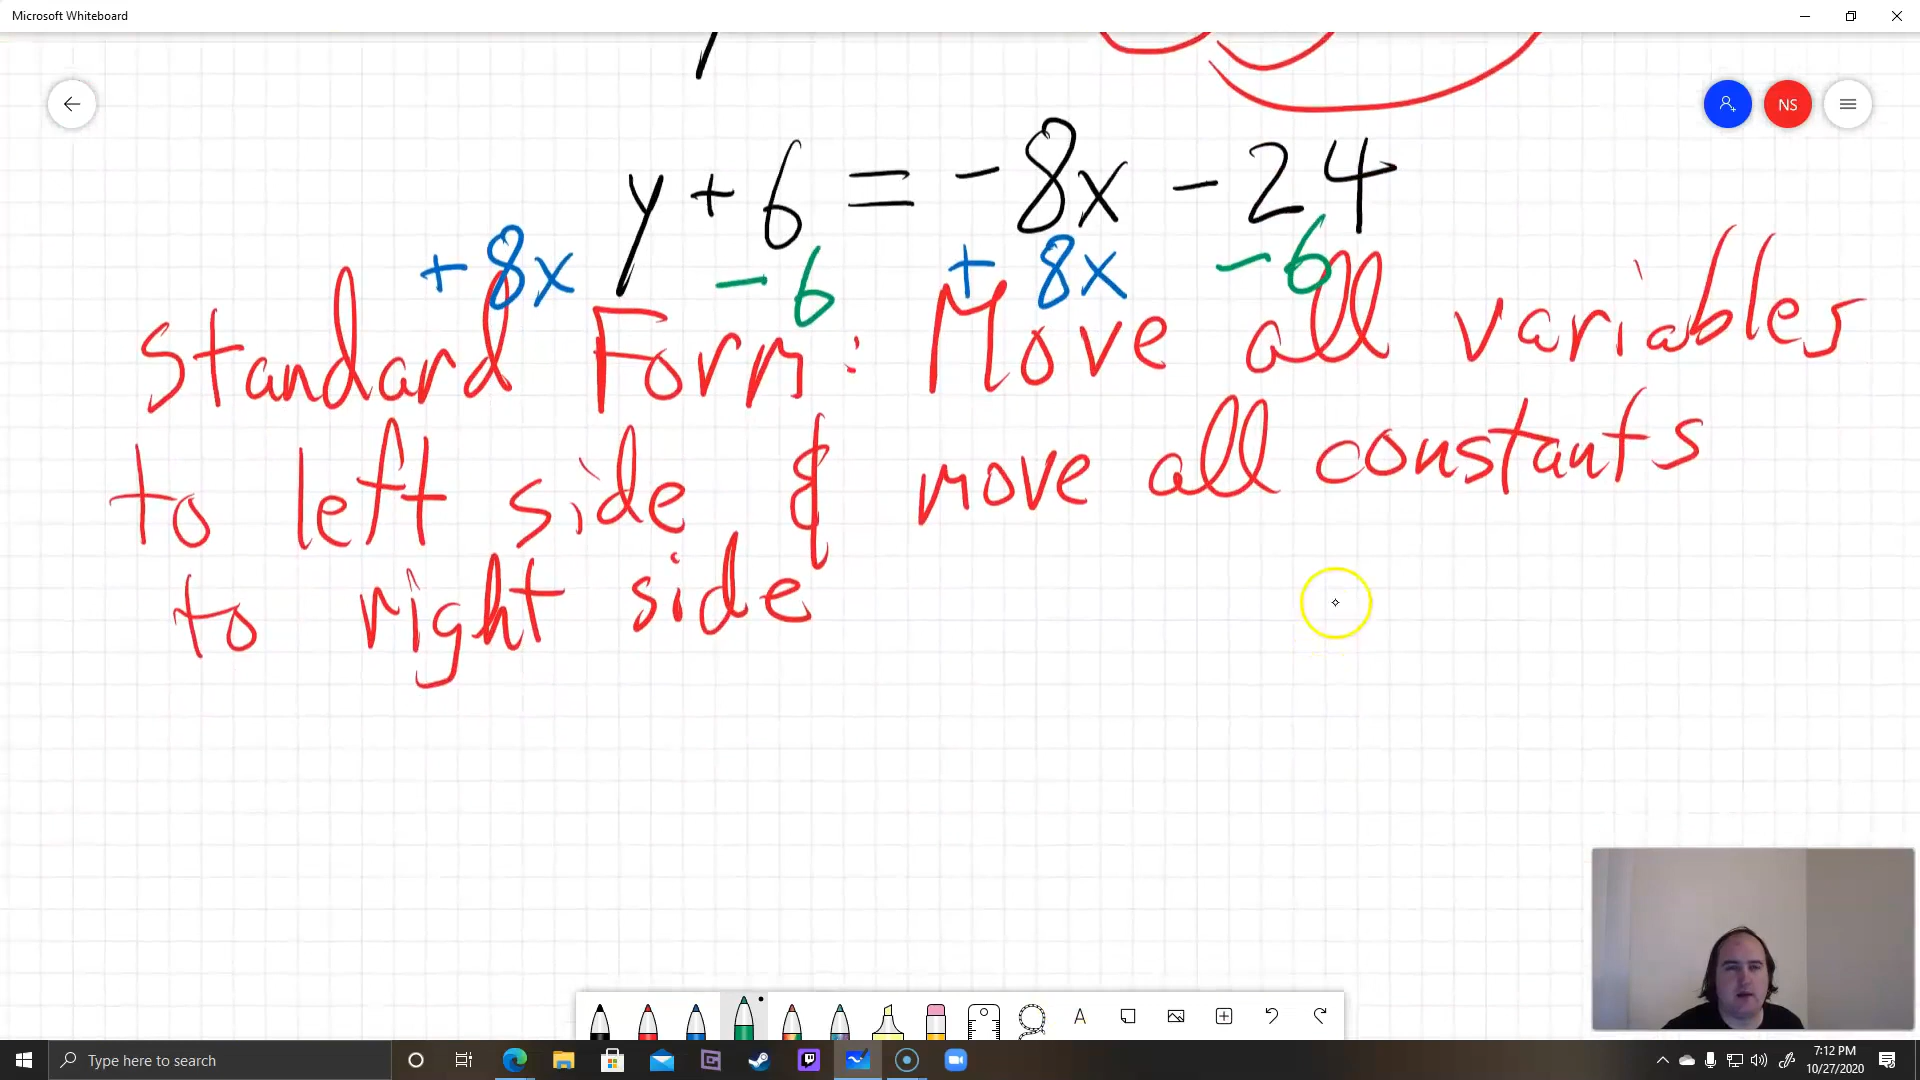 Microsoft Whiteboard
NS
y + 6 = - 8x - 24
+ 8x - 6 + 8x - 6
Standard Form: Move all variables
to left side & move all constants
to right side
A
Type here to search
7:12 PM
10/27/2020